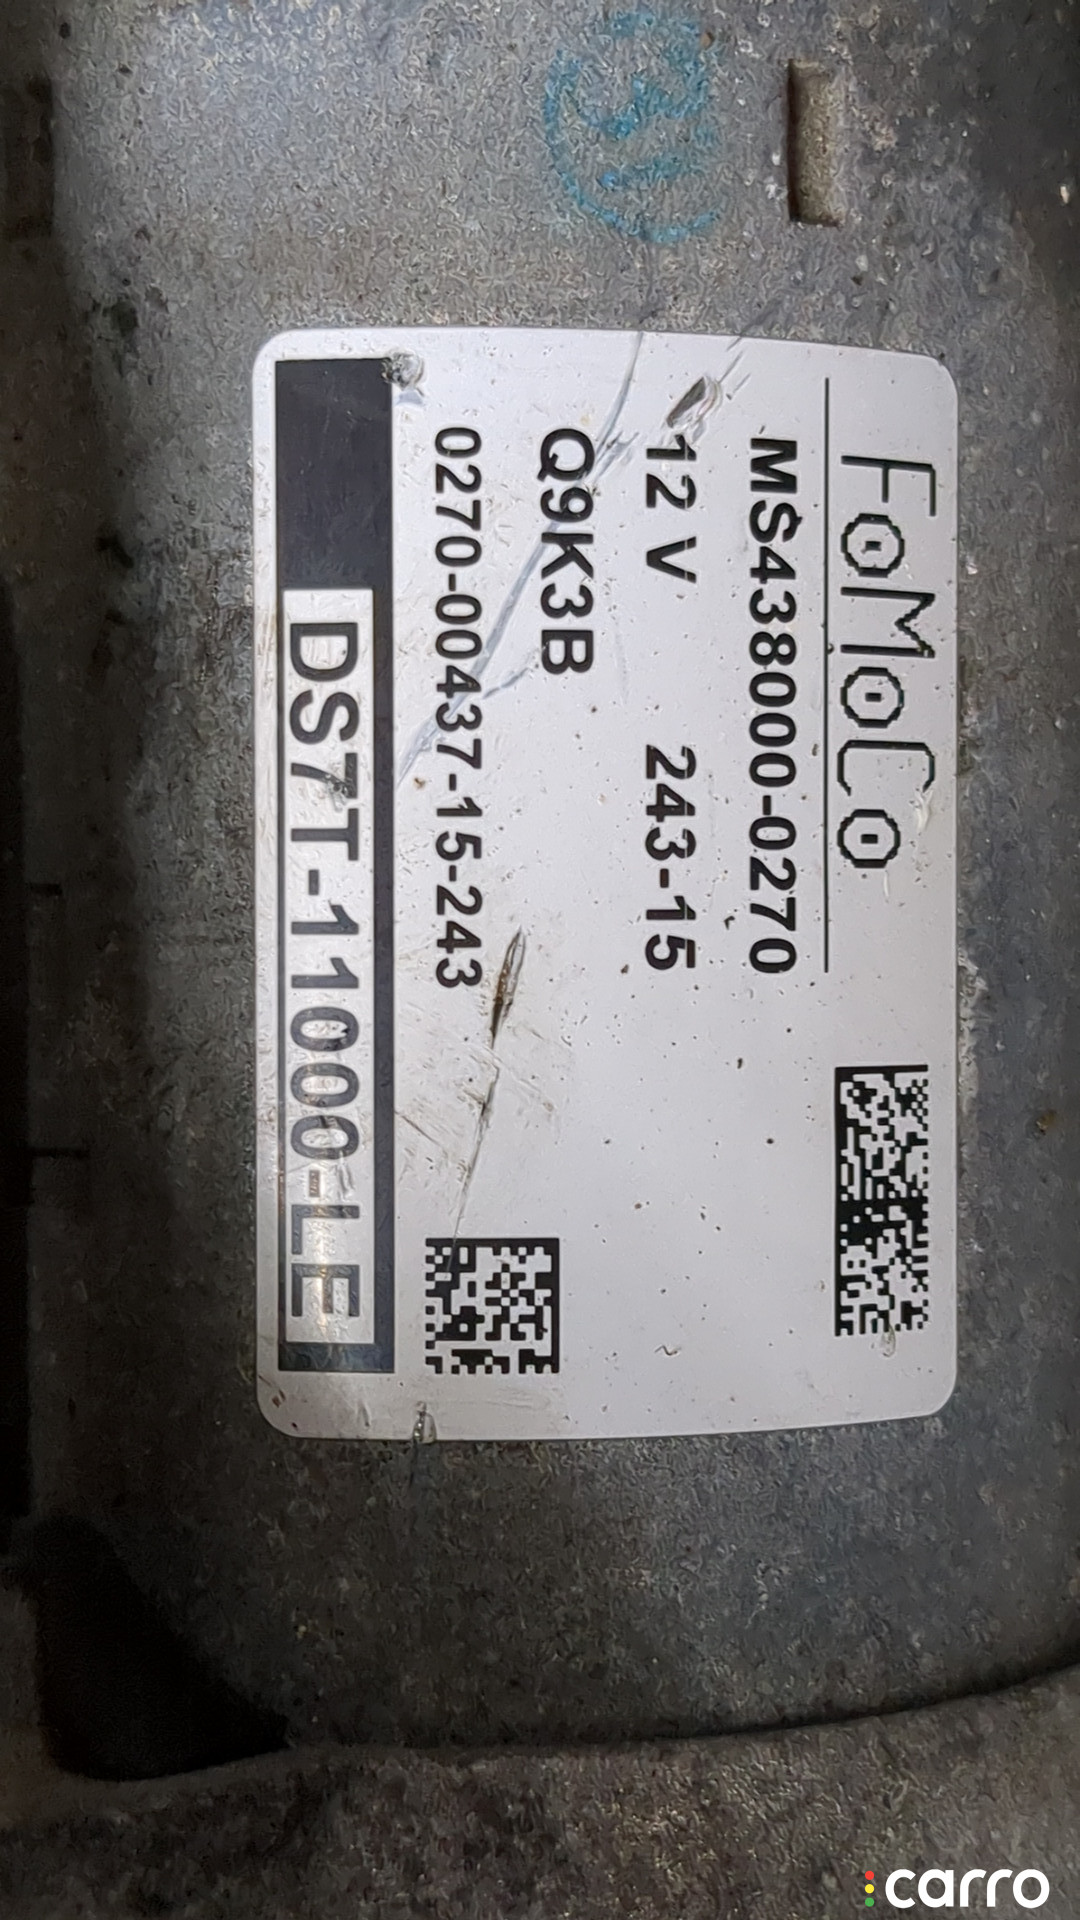 FoMoCo
MS438000-0270
12 V 243-15
Q9K3B
0270-00437-15-243
DS7T-11000-LE
carro